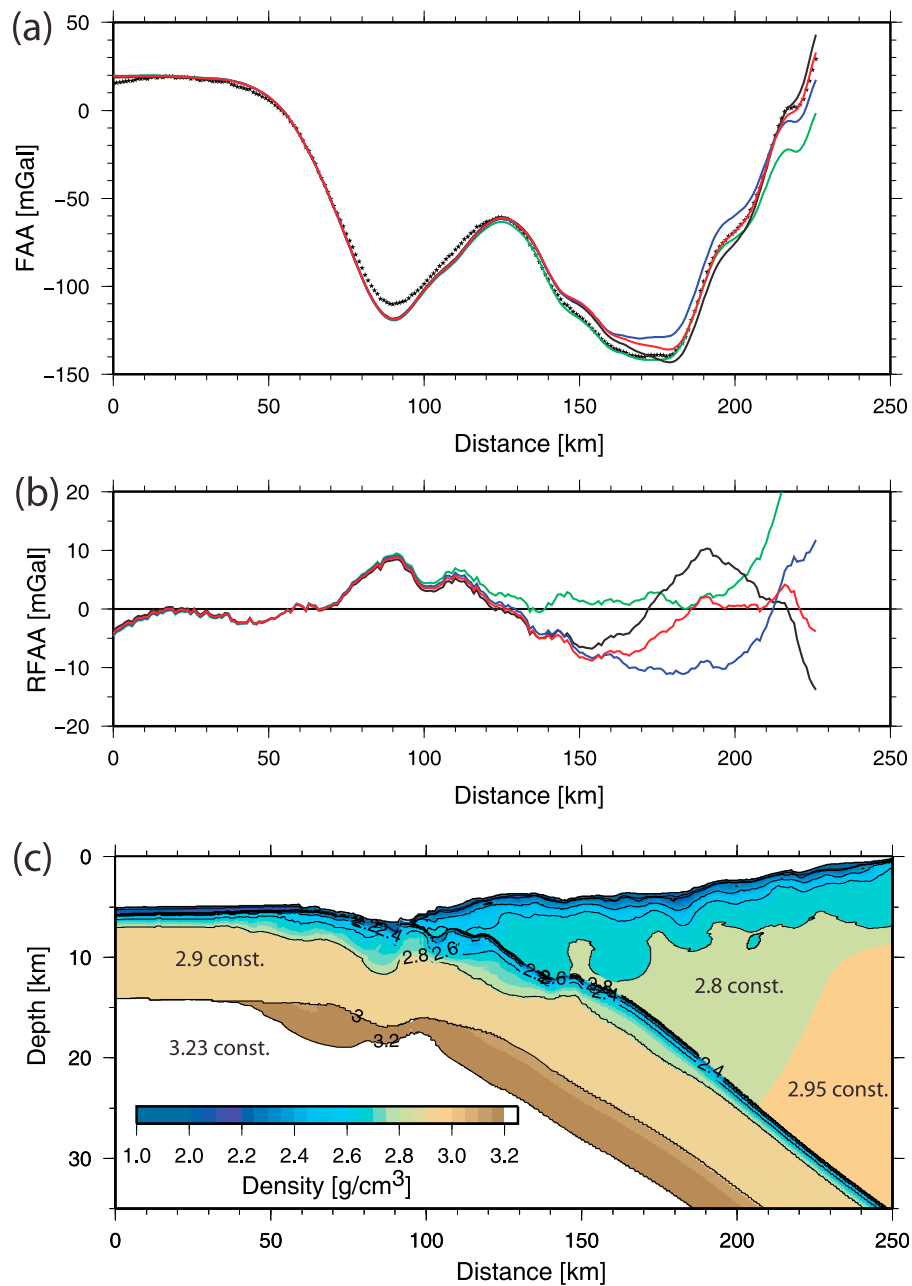 (a)
50
0
−50
−100
−150
FAA [mGal]
0 50 100 150 200 250
Distance [km]
(b)
20
10
0
−10
−20
RFAA [mGal]
0 50 100 150 200 250
Distance [km]
(c)
0
10
20
30
Depth [km]
2.4
2.8 2.6
2.6
2.8
2.4
2.4
2.9 const.
2.8 const.
2.95 const.
3.23 const.
3
3.2
1.0 2.0 2.2 2.4 2.6 2.8 3.0 3.2
Density [g/cm³]
0 50 100 150 200 250
Distance [km]